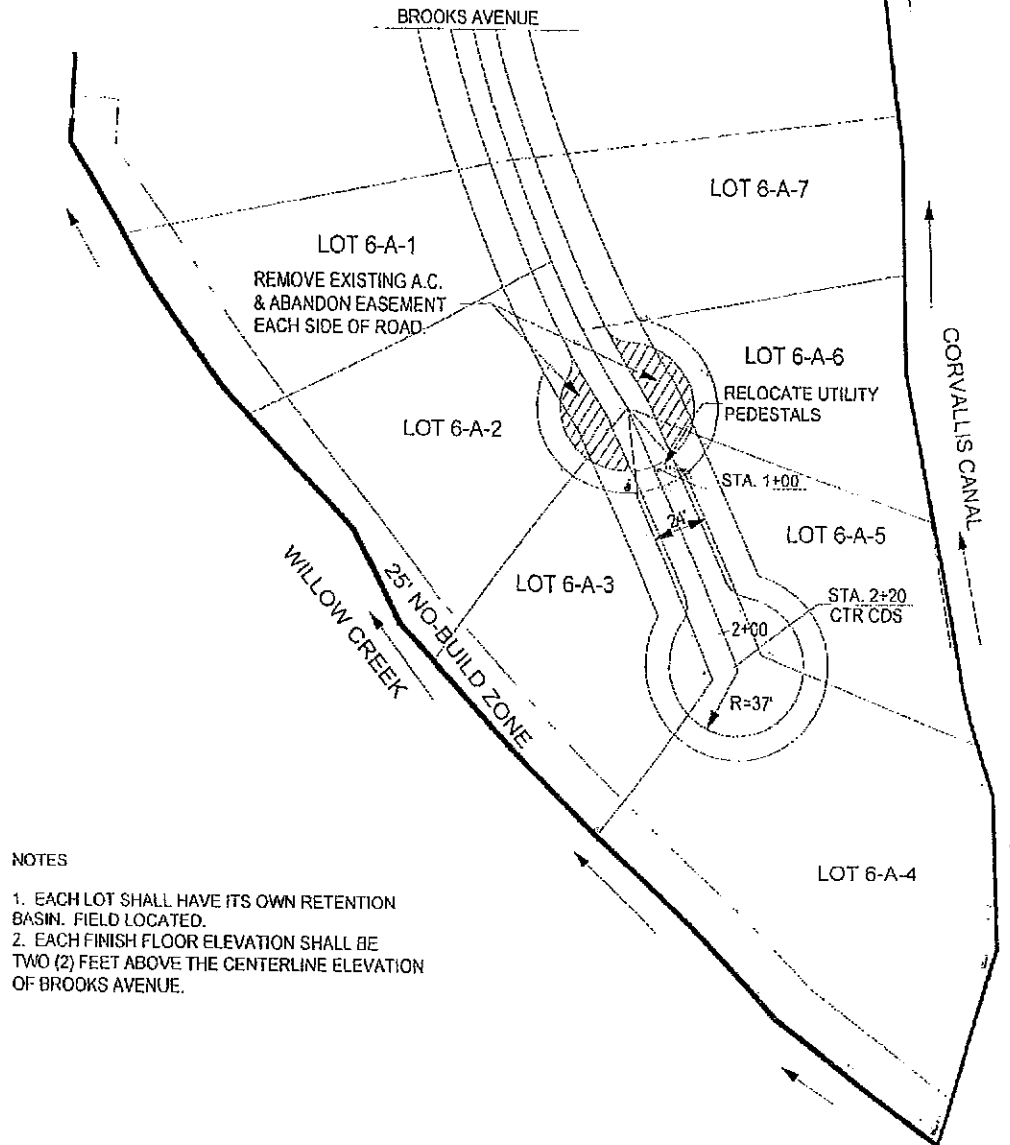 BROOKS AVENUE
LOT 6-A-7
LOT 6-A-1
REMOVE EXISTING A.C.
& ABANDON EASEMENT
EACH SIDE OF ROAD.
LOT 6-A-6
RELOCATE UTILITY
PEDESTALS
LOT 6-A-2
CORVALLIS CANAL
STA. 1+00
24'
LOT 6-A-5
LOT 6-A-3
25' NO-BUILD ZONE
WILLOW CREEK
STA. 2+20
CTR CDS
2+00
R=37'
LOT 6-A-4
NOTES
1. EACH LOT SHALL HAVE ITS OWN RETENTION
BASIN. FIELD LOCATED.
2. EACH FINISH FLOOR ELEVATION SHALL BE
TWO (2) FEET ABOVE THE CENTERLINE ELEVATION
OF BROOKS AVENUE.